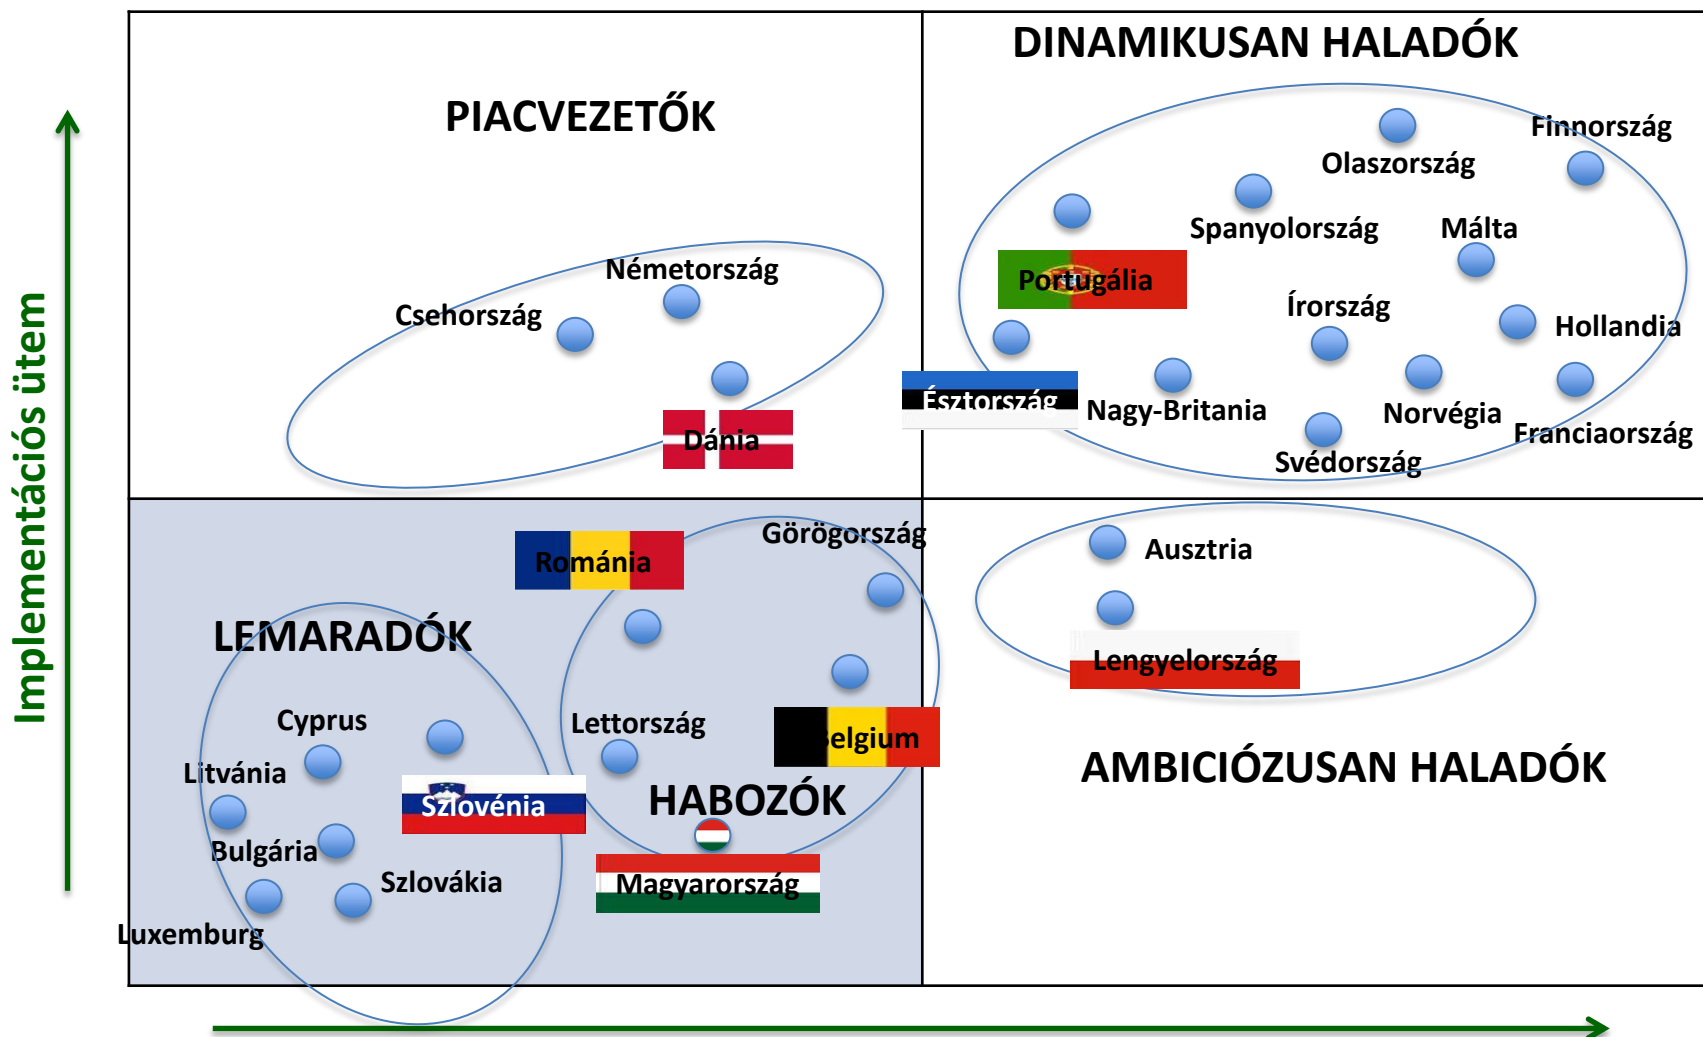 DINAMIKUSAN HALADÓK
PIACVEZETŐK
Finnország
Olaszország
Spanyolország
Málta
Németország
Portugália
Csehország
Írország
Hollandia
Észtország
Nagy-Britania
Norvégia
Franciaország
Dánia
Svédország
Implementációs ütem
Görögország
Románia
Ausztria
LEMARADÓK
Lengyelország
Cyprus
Lettország
Belgium
Litvánia
AMBICIÓZUSAN HALADÓK
Szlovénia
HABOZÓK
Bulgária
Szlovákia
Magyarország
Luxemburg